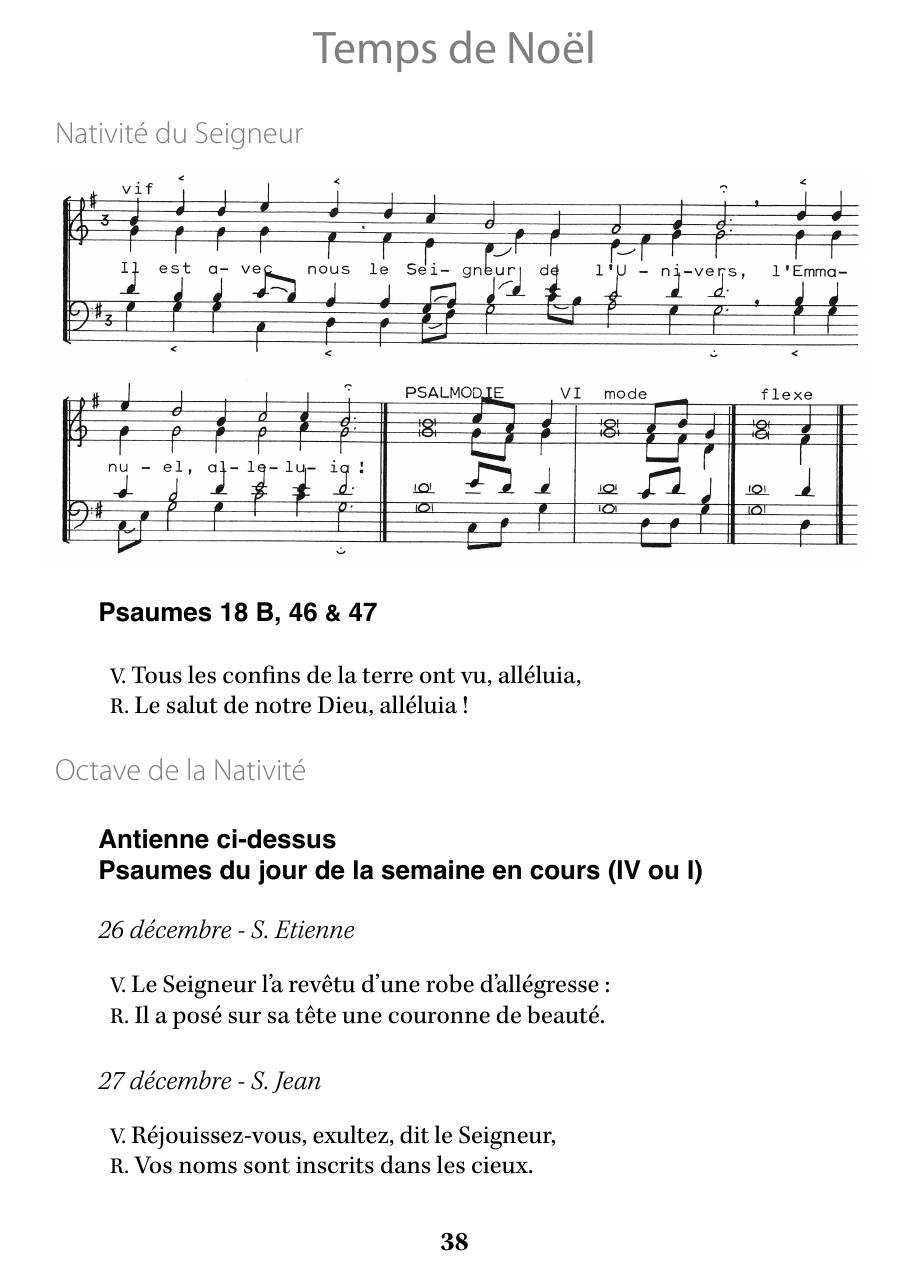 Temps de Noël
Nativité du Seigneur
vif
3
Il est a- vec nous le Sei- gneur de l'U - ni-vers, l'Emma-
3
PSALMODIE VI mode flexe
nu - el, al-le-lu- ia !
Psaumes 18 B, 46 & 47
V. Tous les confins de la terre ont vu, alléluia,
R. Le salut de notre Dieu, alléluia !
Octave de la Nativité
Antienne ci-dessus
Psaumes du jour de la semaine en cours (IV ou I)
26 décembre - S. Etienne
V. Le Seigneur l’a revêtu d’une robe d’allégresse :
R. Il a posé sur sa tête une couronne de beauté.
27 décembre - S. Jean
V. Réjouissez-vous, exultez, dit le Seigneur,
R. Vos noms sont inscrits dans les cieux.
38